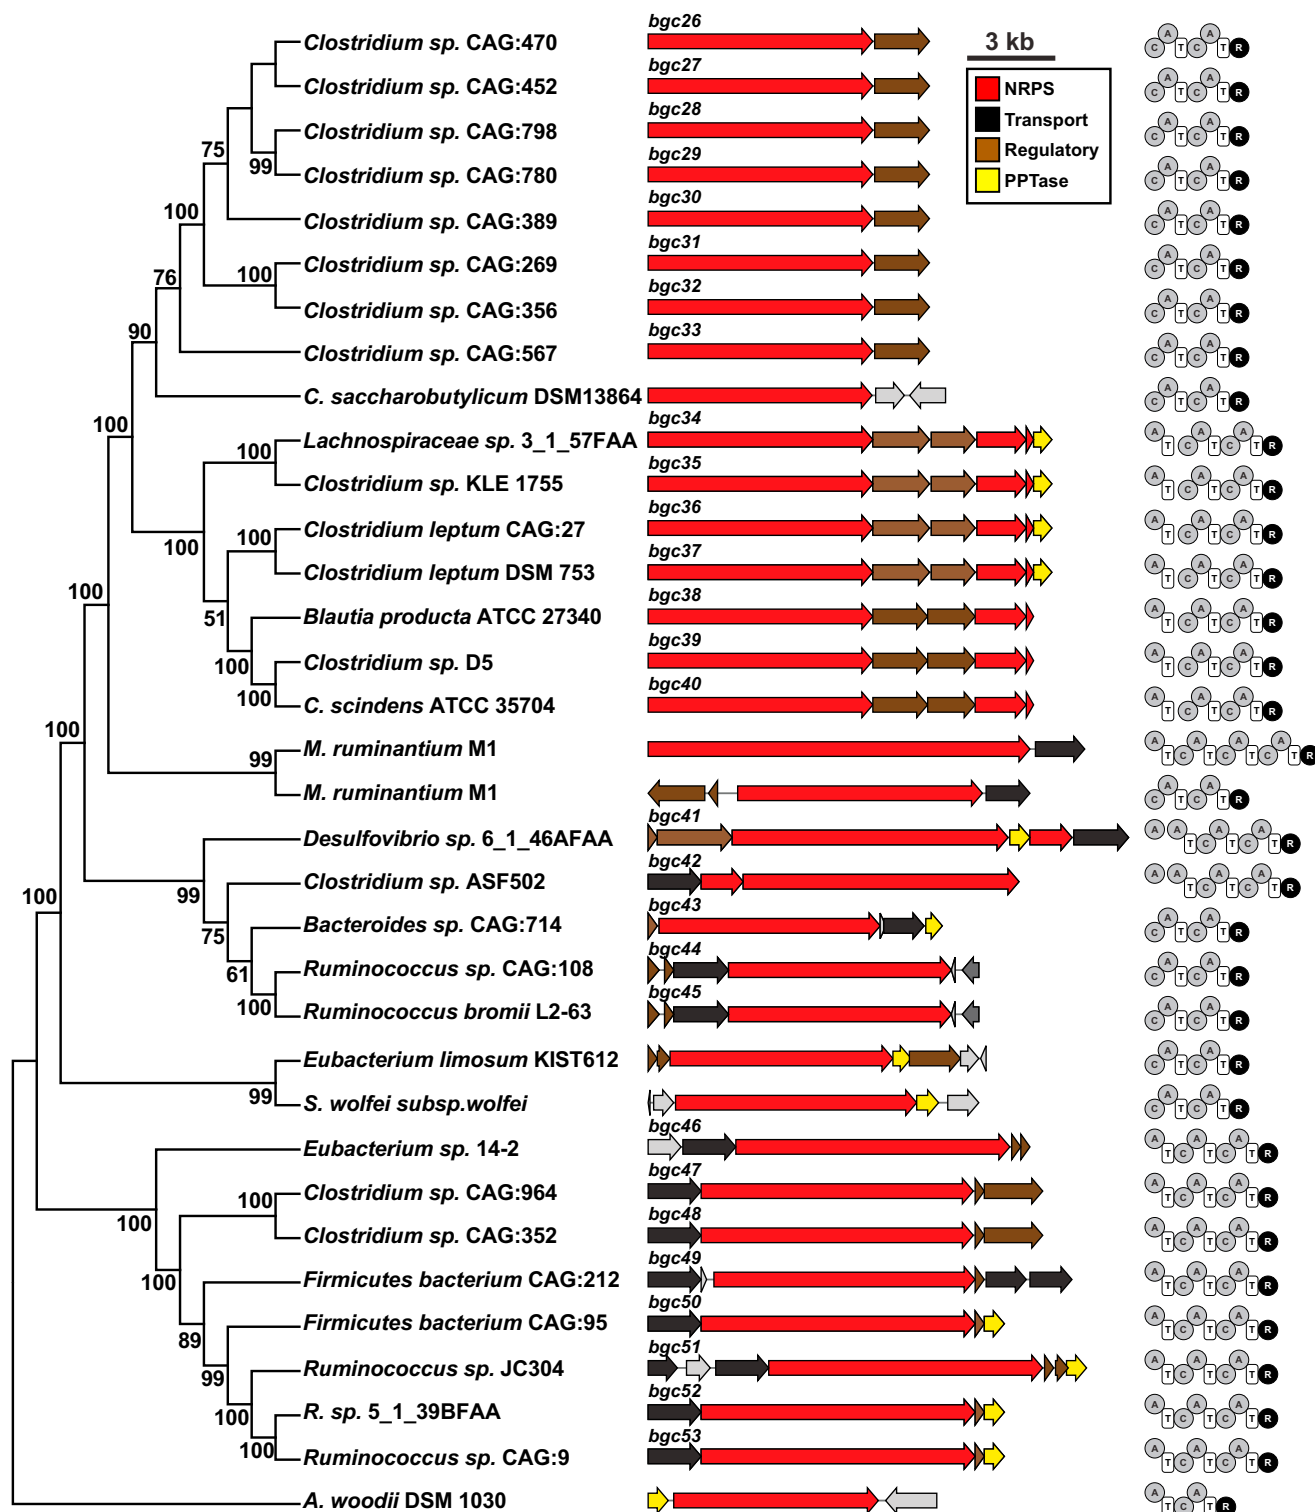 bgc26
Clostridium sp. CAG:470
C A T C A T R
3 kb
bgc27
Clostridium sp. CAG:452
C A T C A T R
NRPS
Transport
Regulatory
PPTase
bgc28
Clostridium sp. CAG:798
C A T C A T R
75
99
bgc29
Clostridium sp. CAG:780
C A T C A T R
bgc30
Clostridium sp. CAG:389
C A T C A T R
100
bgc31
Clostridium sp. CAG:269
C A T C A T R
76
100
bgc32
Clostridium sp. CAG:356
C A T C A T R
90
bgc33
Clostridium sp. CAG:567
C A T C A T R
C. saccharobutylicum DSM13864
C A T C A T R
100
bgc34
Lachnospiraceae sp. 3_1_57FAA
A T C A T C A T R
100
bgc35
Clostridium sp. KLE 1755
A T C A T C A T R
100
bgc36
Clostridium leptum CAG:27
A T C A T C A T R
100
bgc37
Clostridium leptum DSM 753
A T C A T C A T R
100
51
bgc38
Blautia producta ATCC 27340
A T C A T C A T R
100
bgc39
Clostridium sp. D5
A T C A T C A T R
100
bgc40
C. scindens ATCC 35704
A T C A T C A T R
100
99
M. ruminantium M1
A T C A T C A T C A T R
M. ruminantium M1
C A T C A T R
bgc41
Desulfovibrio sp. 6_1_46AFAA
A A T C A T C A T R
99
bgc42
Clostridium sp. ASF502
A A T C A T C A T R
100
75
bgc43
Bacteroides sp. CAG:714
C A T C A T R
61
bgc44
Ruminococcus sp. CAG:108
C A T C A T R
100
bgc45
Ruminococcus bromii L2-63
C A T C A T R
Eubacterium limosum KIST612
C A T C A T R
99
S. wolfei subsp.wolfei
C A T C A T R
bgc46
Eubacterium sp. 14-2
A T C A T C A T R
100
100
bgc47
Clostridium sp. CAG:964
A T C A T C A T R
bgc48
Clostridium sp. CAG:352
A T C A T C A T R
100
bgc49
Firmicutes bacterium CAG:212
A T C A T C A T R
89
bgc50
Firmicutes bacterium CAG:95
A T C A T C A T R
99
bgc51
Ruminococcus sp. JC304
A T C A T C A T R
100
bgc52
R. sp. 5_1_39BFAA
A T C A T C A T R
100
bgc53
Ruminococcus sp. CAG:9
A T C A T C A T R
A. woodii DSM 1030
A T C A T R